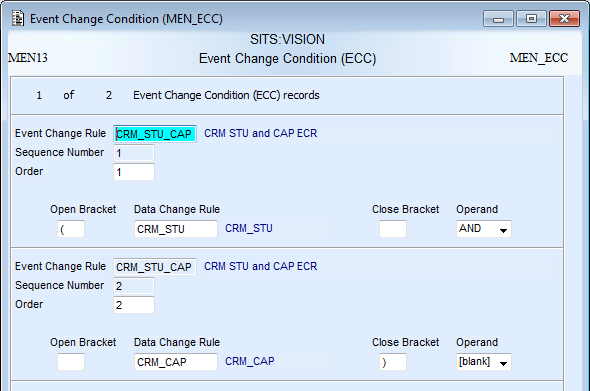 Event Change Condition (MEN_ECC)
SITS:VISION
MEN13 Event Change Condition (ECC) MEN_ECC
1 of 2 Event Change Condition (ECC) records
Event Change Rule CRM_STU_CAP CRM STU and CAP ECR
Sequence Number 1
Order 1
Open Bracket Data Change Rule Close Bracket Operand
( CRM_STU CRM_STU AND
Event Change Rule CRM_STU_CAP CRM STU and CAP ECR
Sequence Number 2
Order 2
Open Bracket Data Change Rule Close Bracket Operand
CRM_CAP CRM_CAP ) [blank]